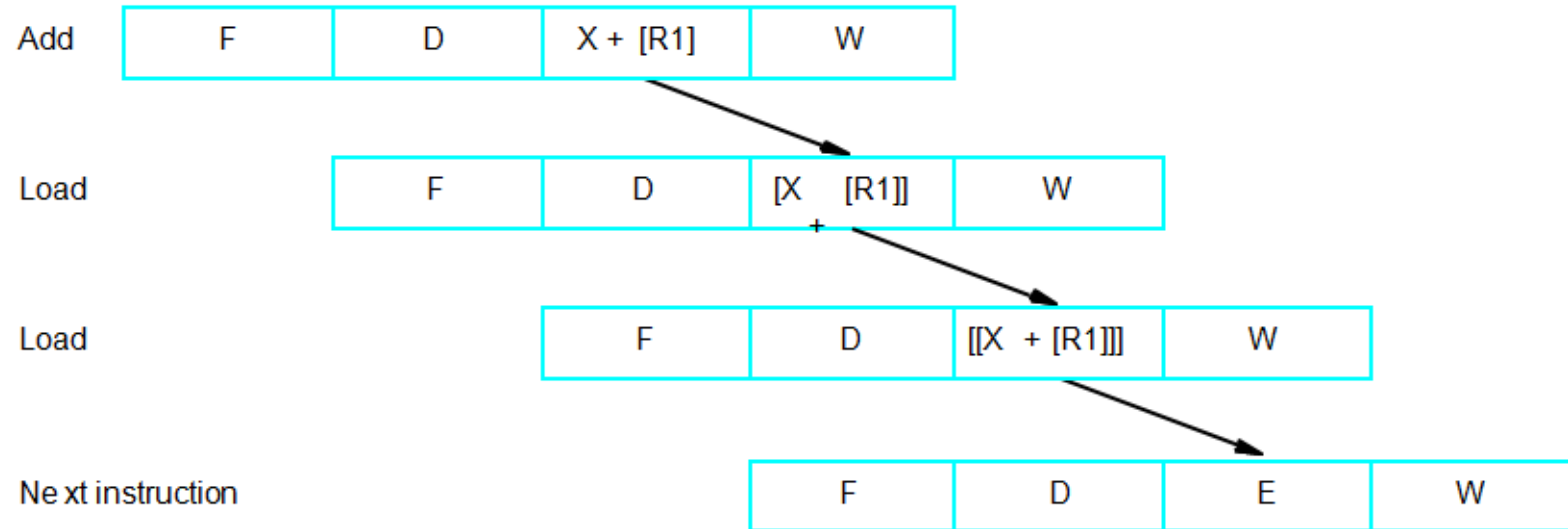 Add F D X + [R1] W
Load F D [X + [R1]] W
Load F D [[X + [R1]]] W
Ne xt instruction F D E W